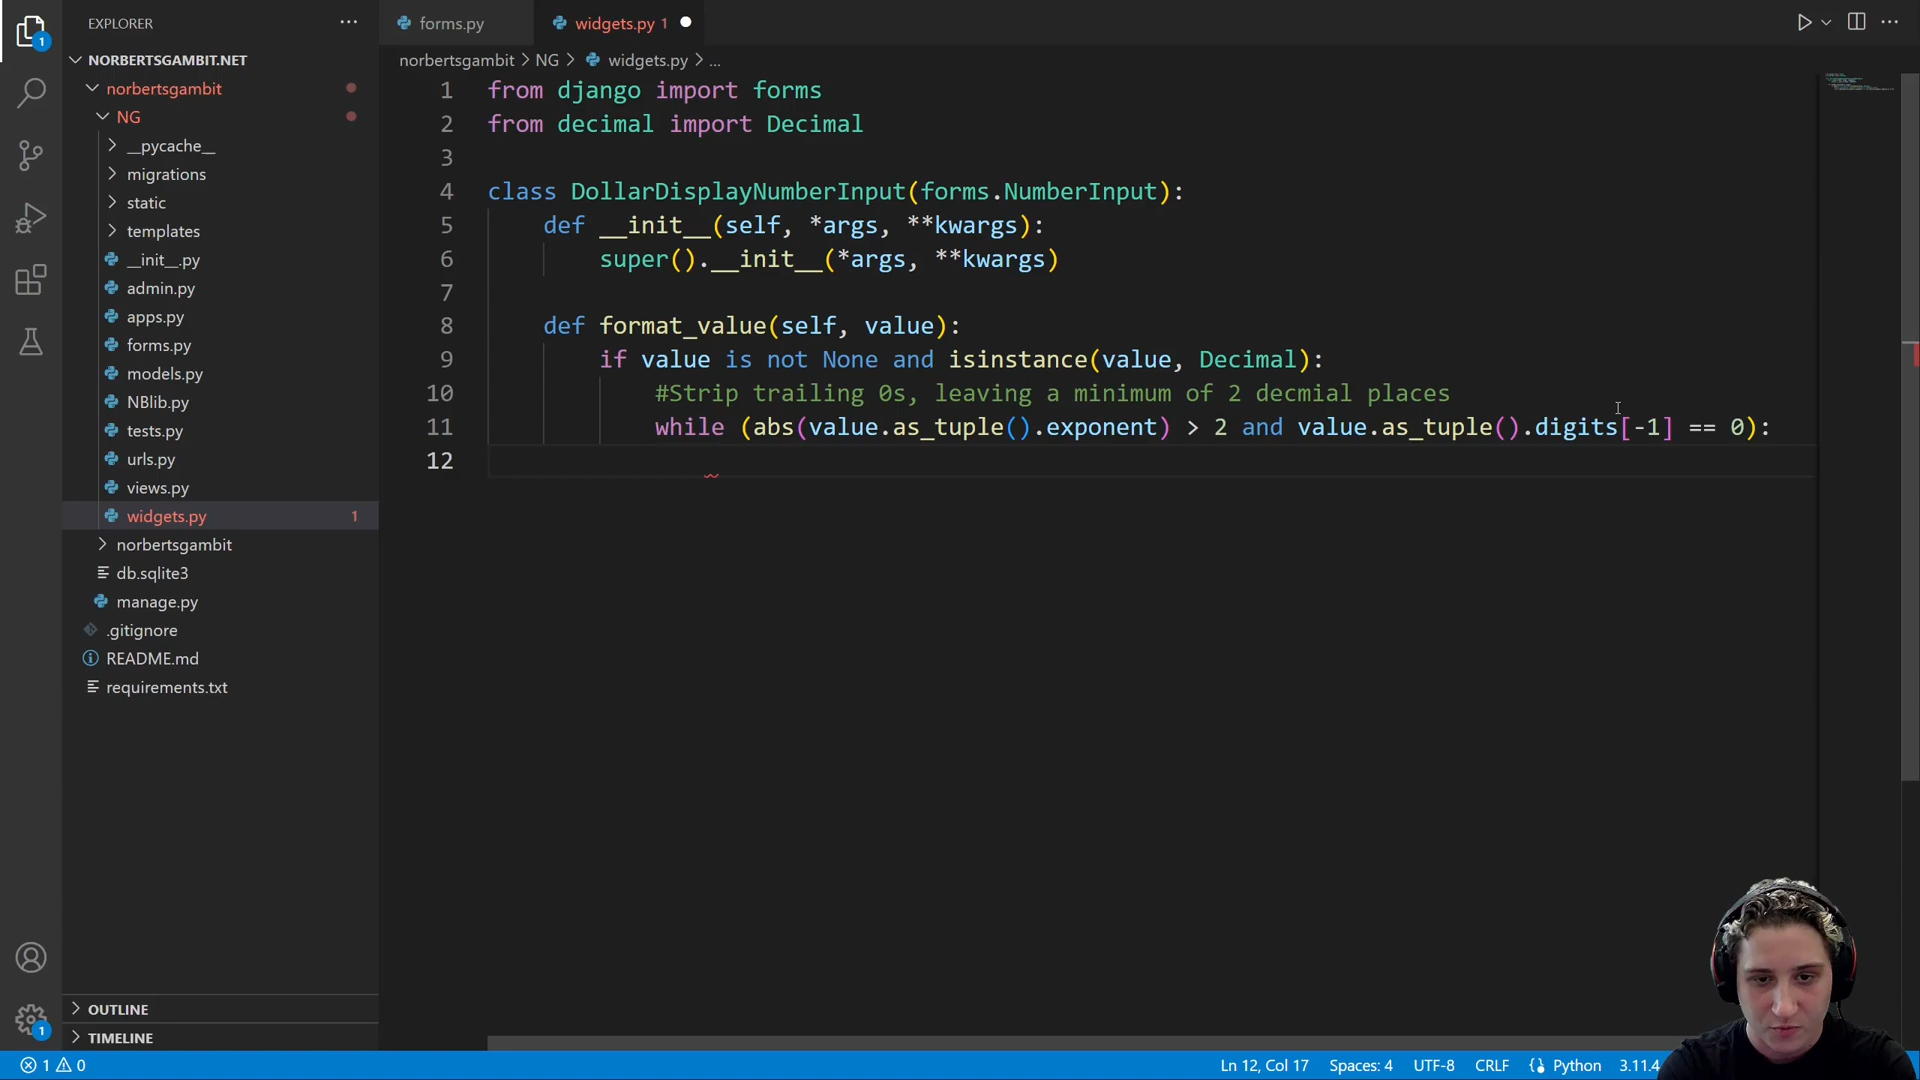 EXPLORER
forms.py
widgets.py 1
NORBERTSGAMBIT.NET
norbertsgambit > NG > widgets.py > ...
norbertsgambit
NG
__pycache__
migrations
static
templates
__init__.py
admin.py
apps.py
forms.py
models.py
NBlib.py
tests.py
urls.py
views.py
widgets.py 1
norbertsgambit
db.sqlite3
manage.py
.gitignore
README.md
requirements.txt
OUTLINE
TIMELINE
1 from django import forms
2 from decimal import Decimal
3
4 class DollarDisplayNumberInput(forms.NumberInput):
5 def __init__(self, *args, **kwargs):
6 super().__init__(*args, **kwargs)
7
8 def format_value(self, value):
9 if value is not None and isinstance(value, Decimal):
10 #Strip trailing 0s, leaving a minimum of 2 decmial places
11 while (abs(value.as_tuple().exponent) > 2 and value.as_tuple().digits[-1] == 0):
12
1
1
1 0 Ln 12, Col 17 Spaces: 4 UTF-8 CRLF Python 3.11.4